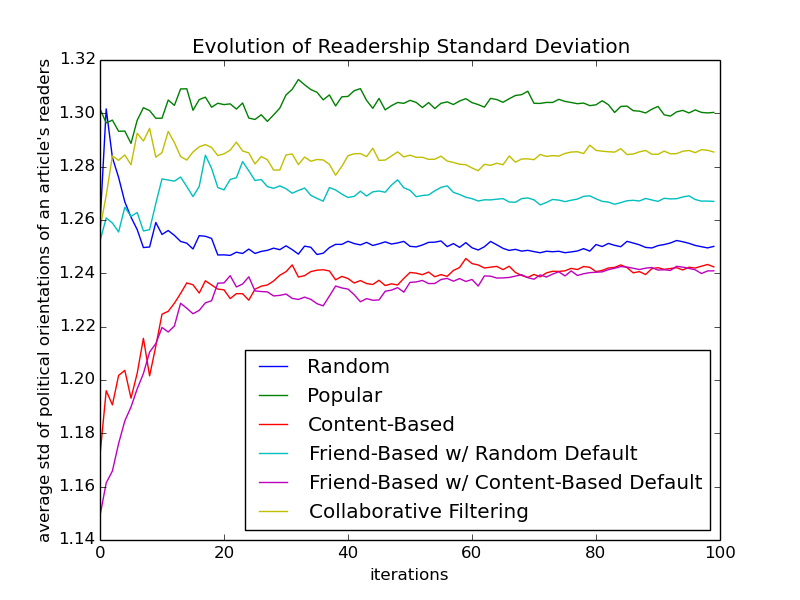 Evolution of Readership Standard Deviation
average std of political orientations of an article's readers
1.32
1.30
1.28
1.26
1.24
1.22
1.20
1.18
1.16
1.14
Random
Popular
Content-Based
Friend-Based w/ Random Default
Friend-Based w/ Content-Based Default
Collaborative Filtering
0 20 40 60 80 100
iterations